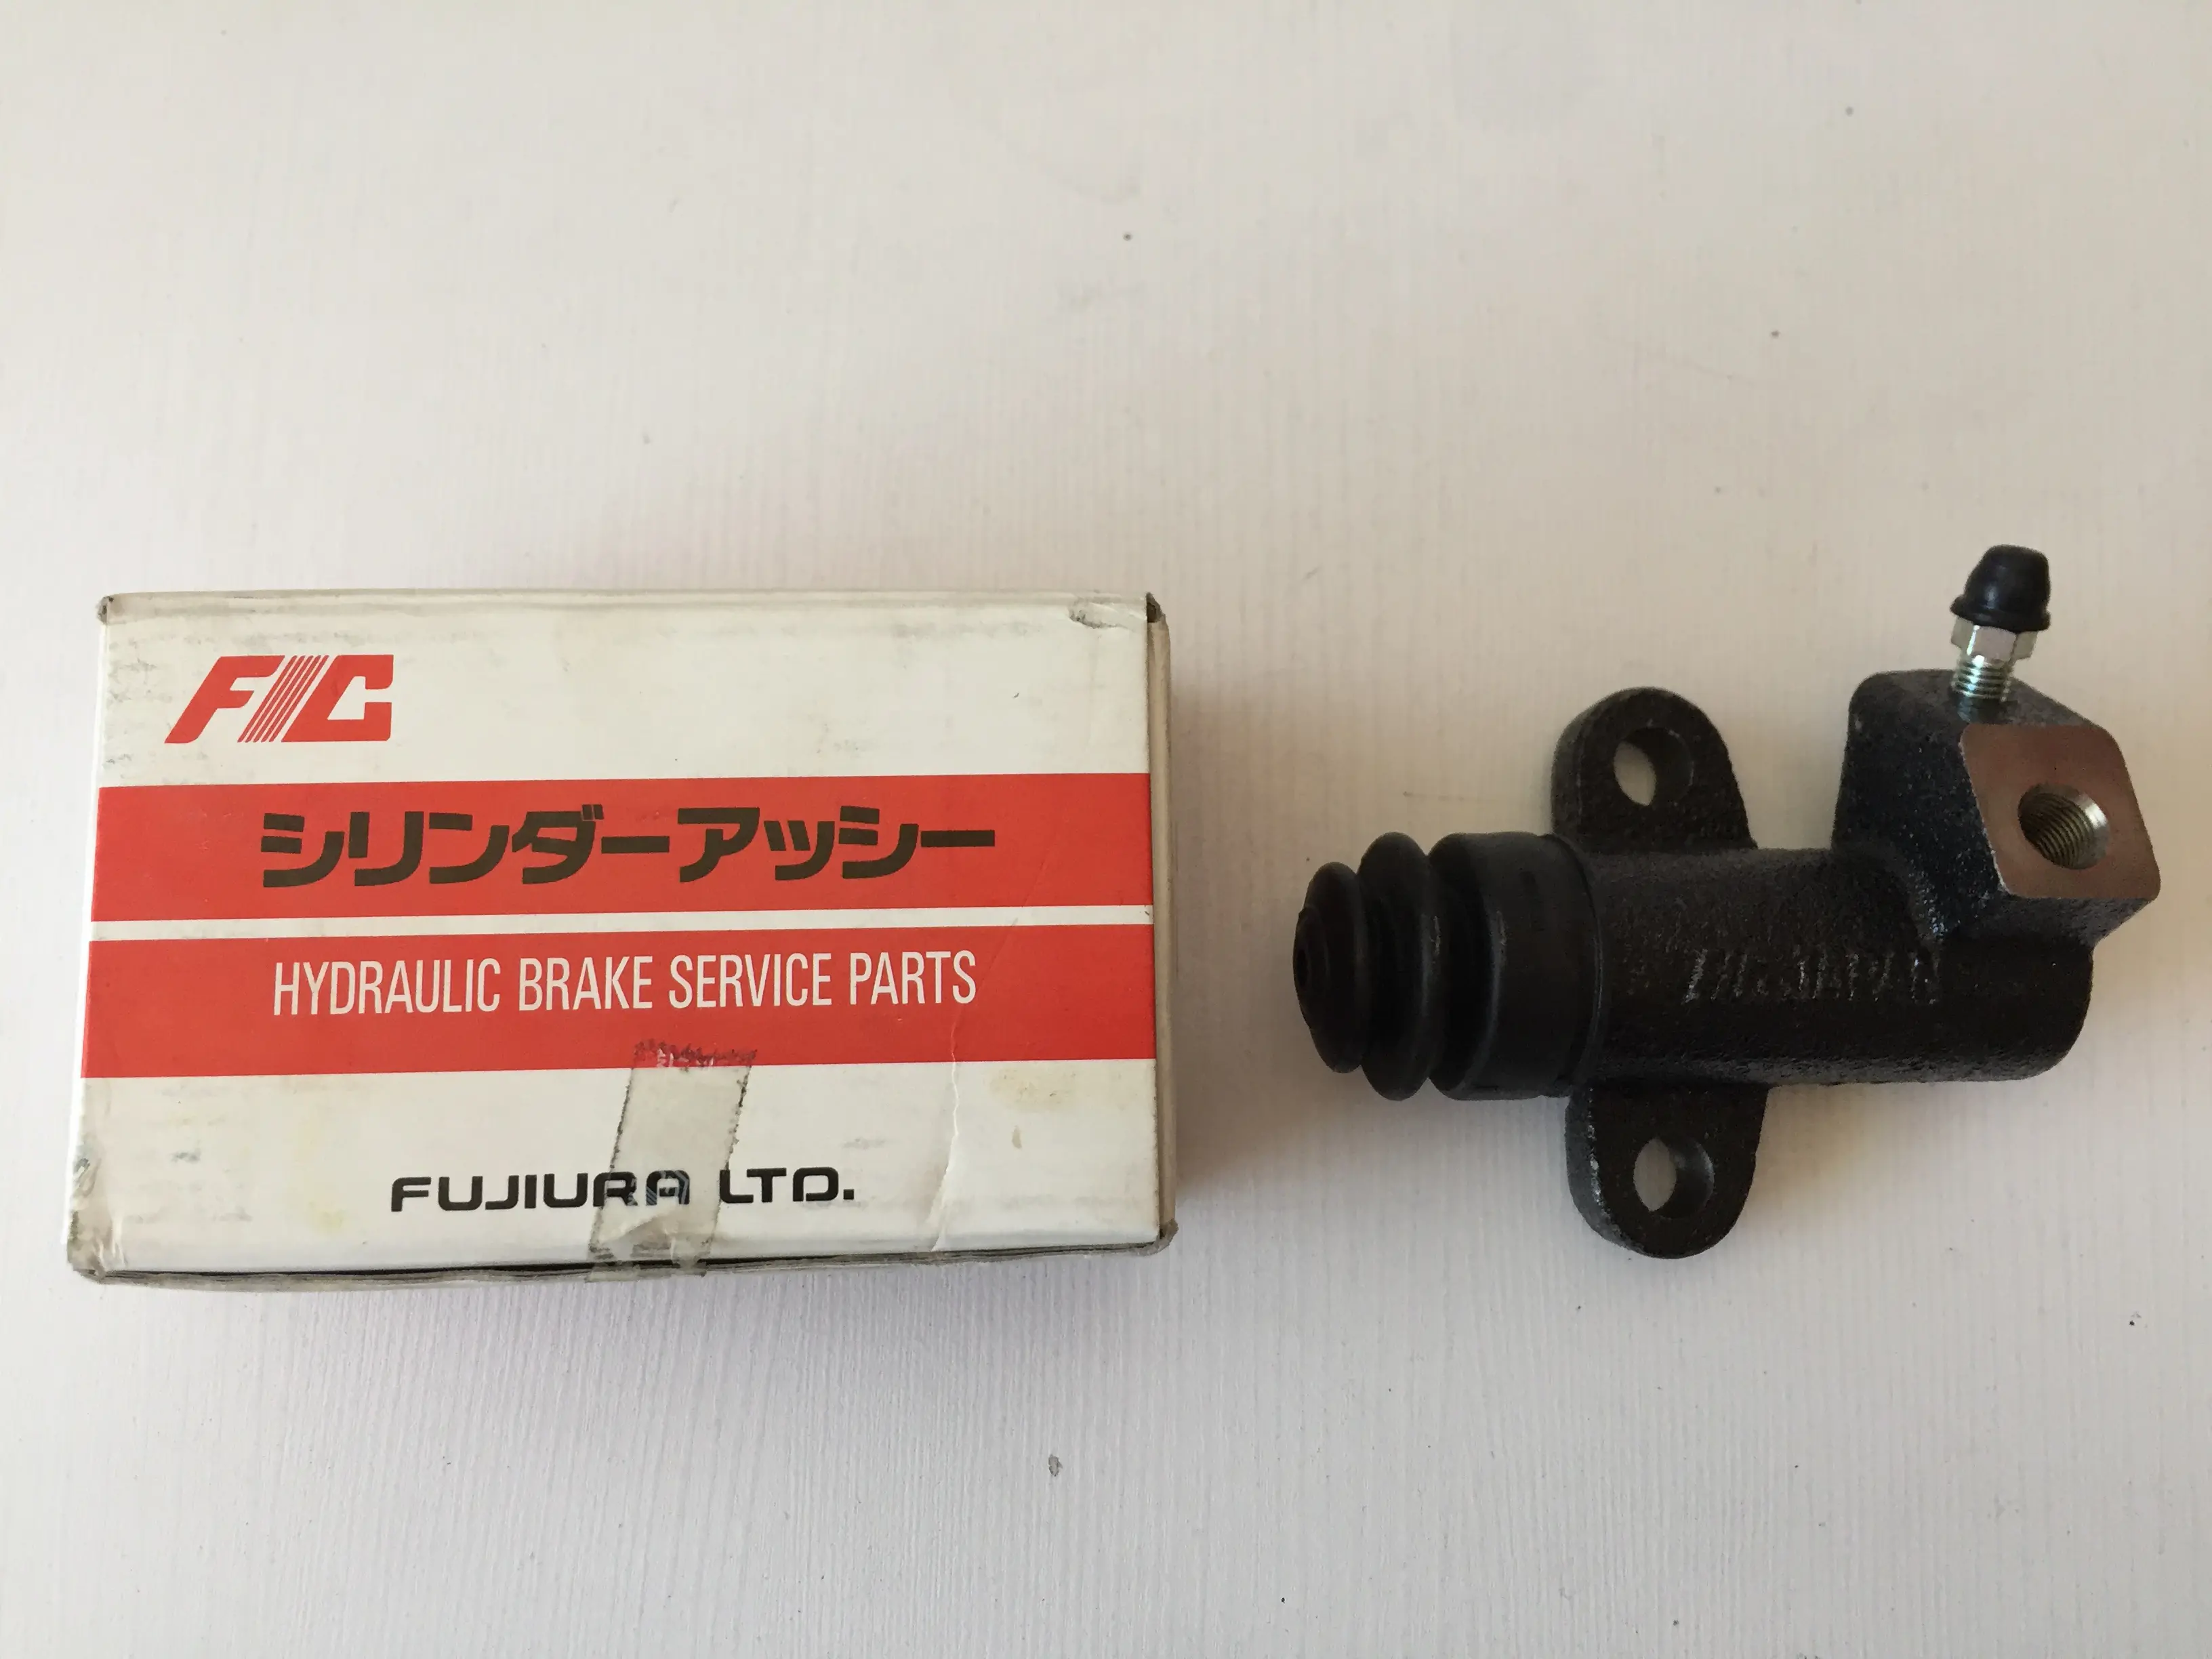 FIC
シリンダーアッシー
HYDRAULIC BRAKE SERVICE PARTS
FUJIURA LTD.